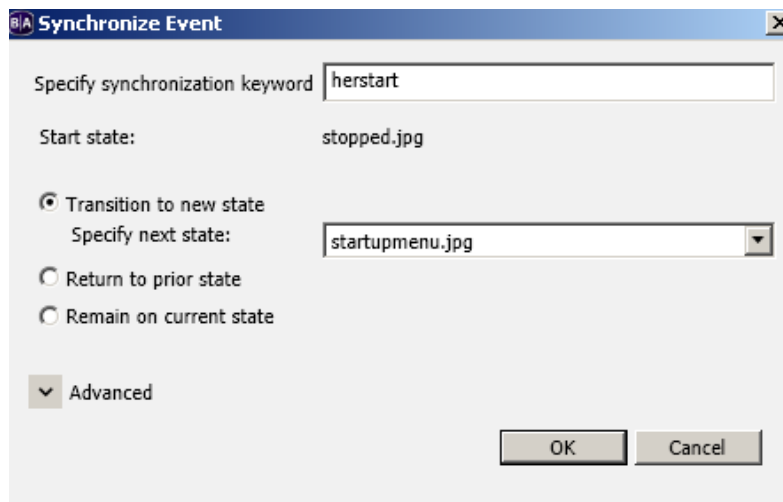 B|A Synchronize Event
Specify synchronization keyword herstart
Start state: stopped.jpg
Transition to new state
Specify next state: startupmenu.jpg
Return to prior state
Remain on current state
Advanced
OK Cancel